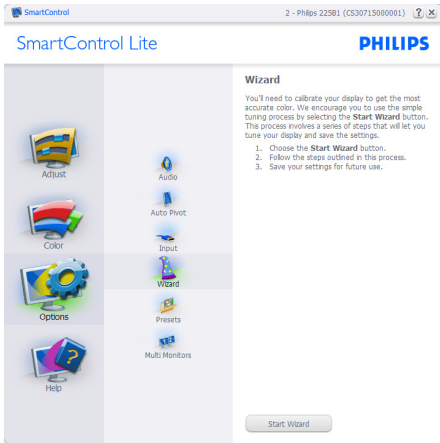 SmartControl
2 - Philips 225B1 (CS30715000001)
SmartControl Lite
PHILIPS
Adjust
Color
Options
Help
Audio
Auto Pivot
Input
Wizard
Presets
Multi Monitors
Wizard
You'll need to calibrate your display to get the most
accurate color. We encourage you to use the simple
tuning process by selecting the Start Wizard button.
This process involves a series of steps that will let you
tune your display and save the settings.
1. Choose the Start Wizard button.
2. Follow the steps outlined in this process.
3. Save your settings for future use.
Start Wizard